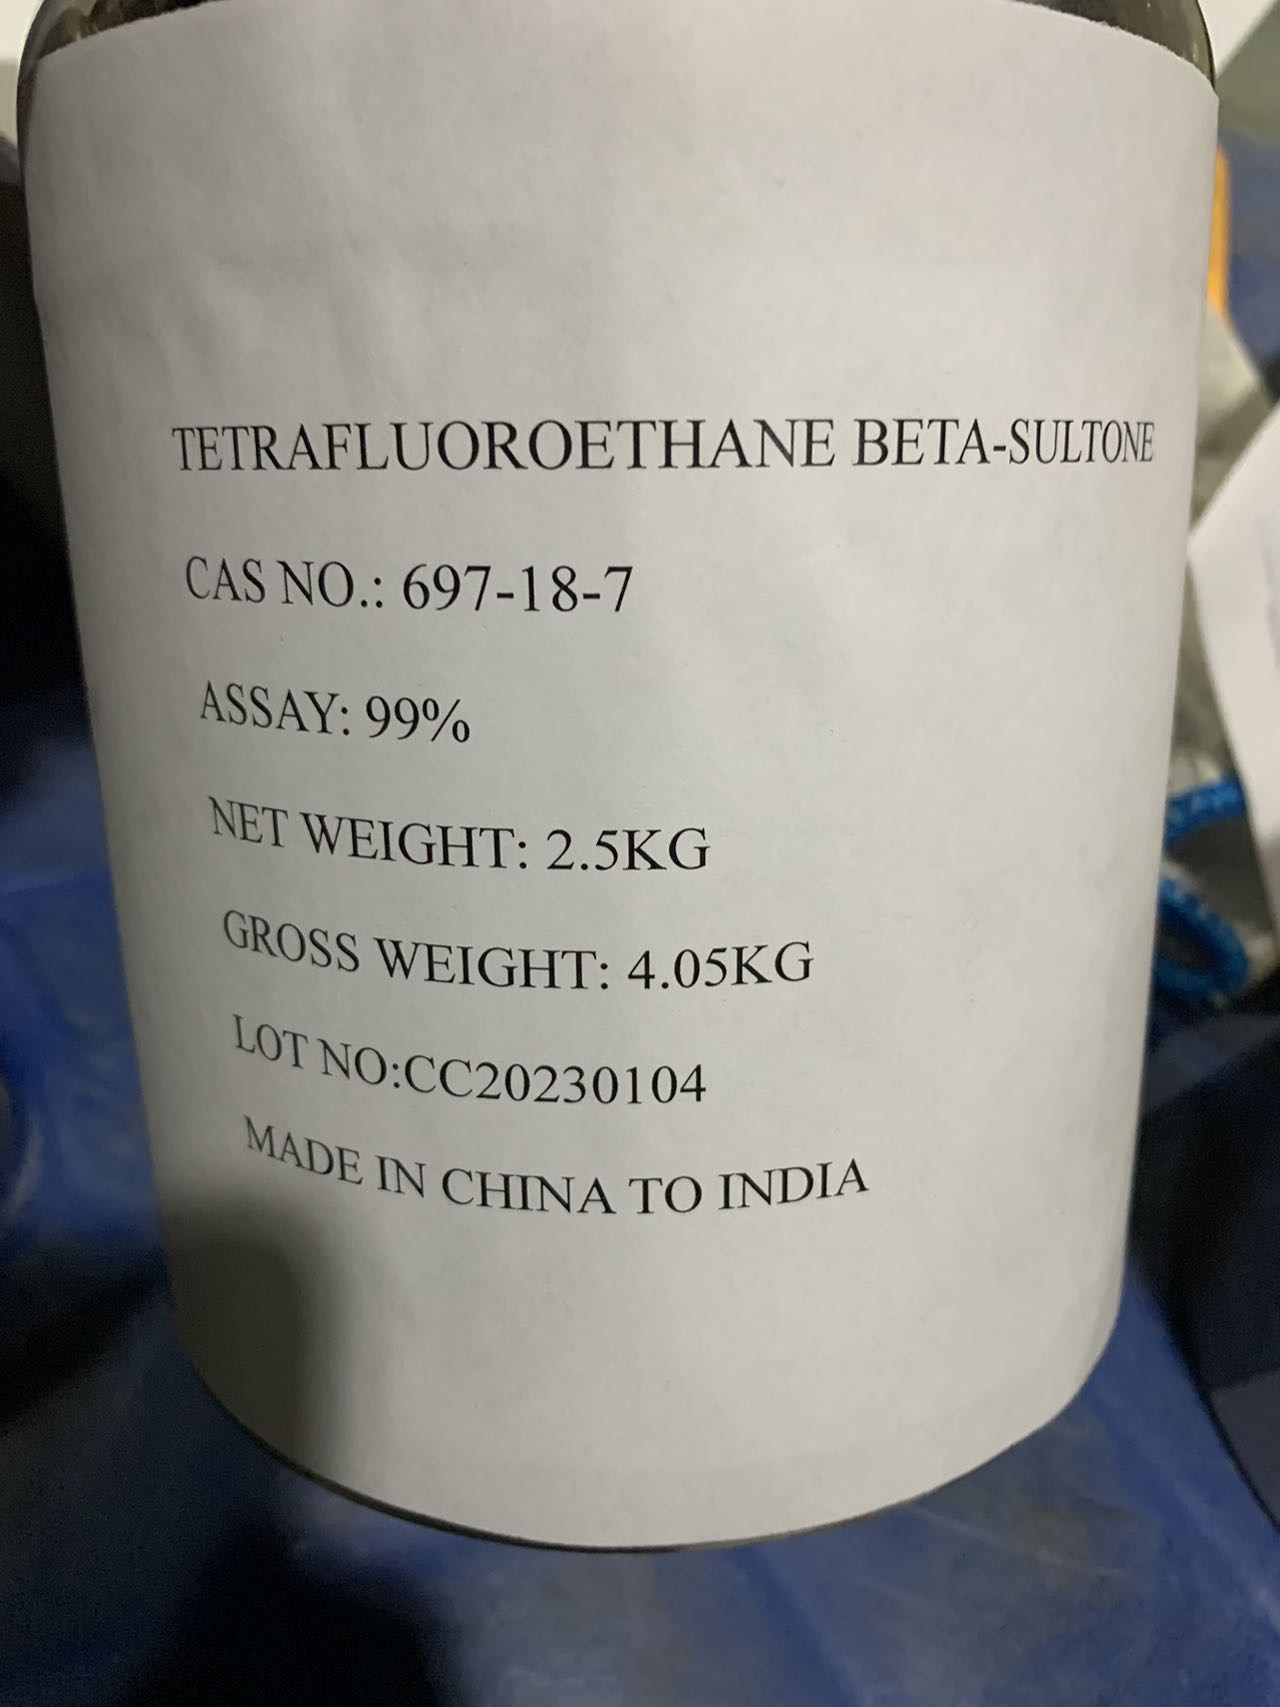 TETRAFLUOROETHANE BETA-SULTONE
CAS NO.: 697-18-7
ASSAY: 99%
NET WEIGHT: 2.5KG
GROSS WEIGHT: 4.05KG
LOT NO:CC20230104
MADE IN CHINA TO INDIA